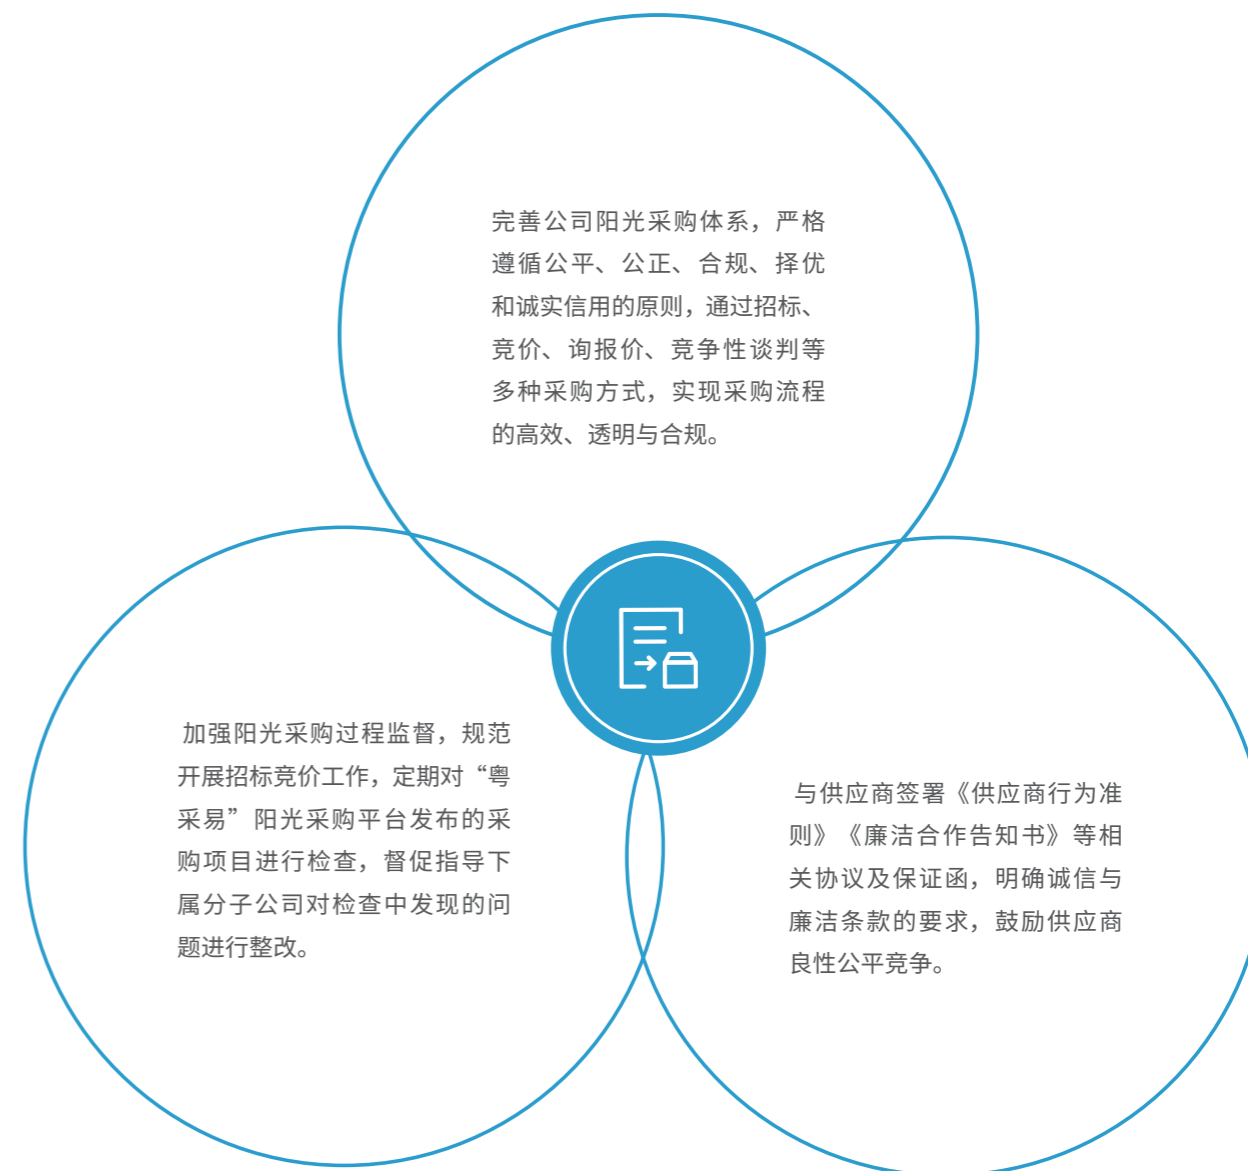 完善公司阳光采购体系，严格
遵循公平、公正、合规、择优
和诚实信用的原则，通过招标、
竞价、询报价、竞争性谈判等
多种采购方式，实现采购流程
的高效、透明与合规。
加强阳光采购过程监督，规范
开展招标竞价工作，定期对“粤
采易”阳光采购平台发布的采
购项目进行检查，督促指导下
属分子公司对检查中发现的问
题进行整改。
与供应商签署《供应商行为准
则》《廉洁合作告知书》等相
关协议及保证函，明确诚信与
廉洁条款的要求，鼓励供应商
良性公平竞争。